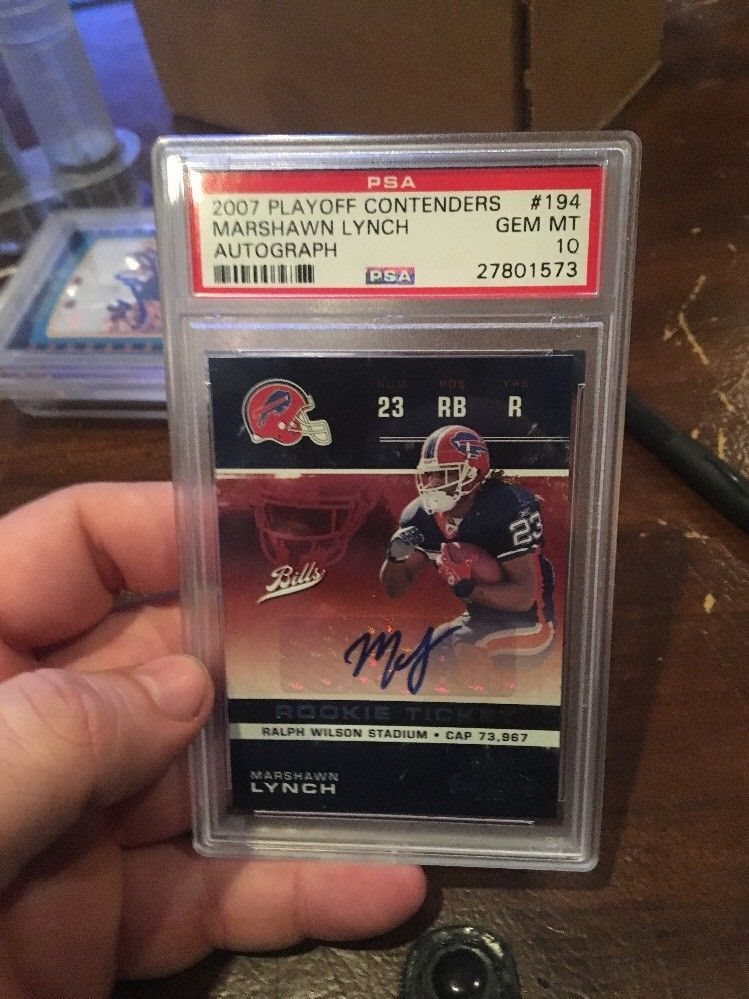 PSA
2007 PLAYOFF CONTENDERS #194
MARSHAWN LYNCH GEM MT
AUTOGRAPH 10
PSA 27801573
NUM POS YRS
23 RB R
23
Bills
ROOKIE TICKET
RALPH WILSON STADIUM • CAP 73,967
MARSHAWN
LYNCH